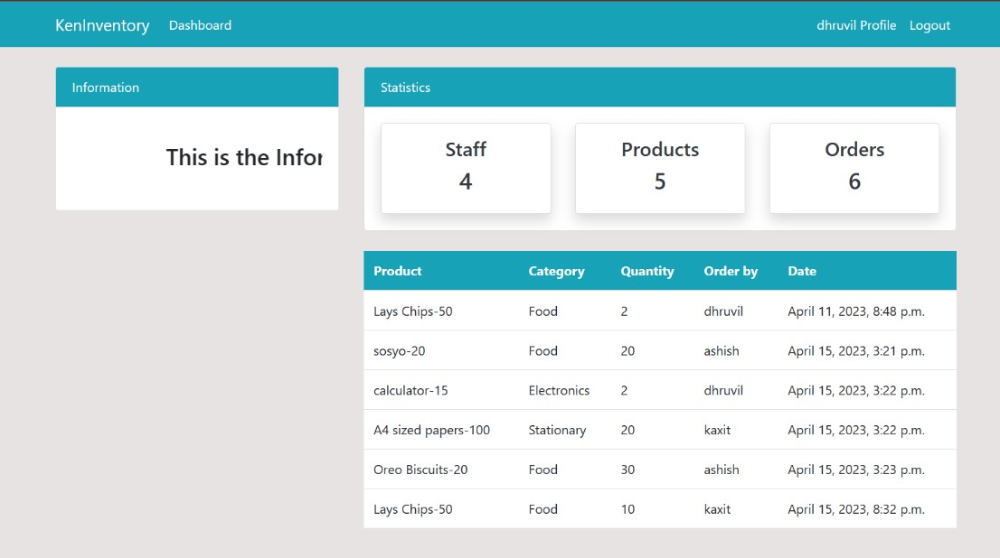 KenInventory Dashboard dhruvil Profile Logout
Information
This is the Infor
Statistics
Staff Products Orders
4 5 6
Product Category Quantity Order by Date
Lays Chips-50 Food 2 dhruvil April 11, 2023, 8:48 p.m.
sosyo-20 Food 20 ashish April 15, 2023, 3:21 p.m.
calculator-15 Electronics 2 dhruvil April 15, 2023, 3:22 p.m.
A4 sized papers-100 Stationary 20 kaxit April 15, 2023, 3:22 p.m.
Oreo Biscuits-20 Food 30 ashish April 15, 2023, 3:23 p.m.
Lays Chips-50 Food 10 kaxit April 15, 2023, 8:32 p.m.